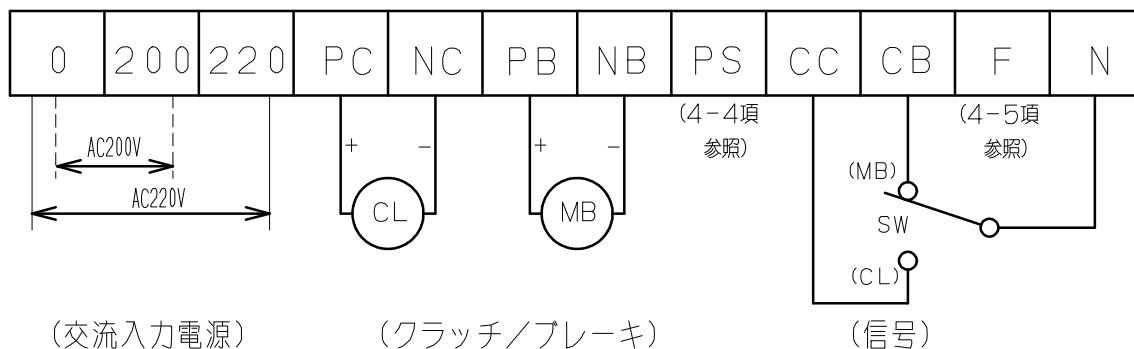 0 200 220 PC NC PB NB PS CC CB F N
(4-4項
参照)
(4-5項
参照)
AC200V
AC220V
+ -
CL
+ -
MB
(MB)
SW
(CL)
(交流入力電源)
(クラッチ/ブレーキ)
(信号)